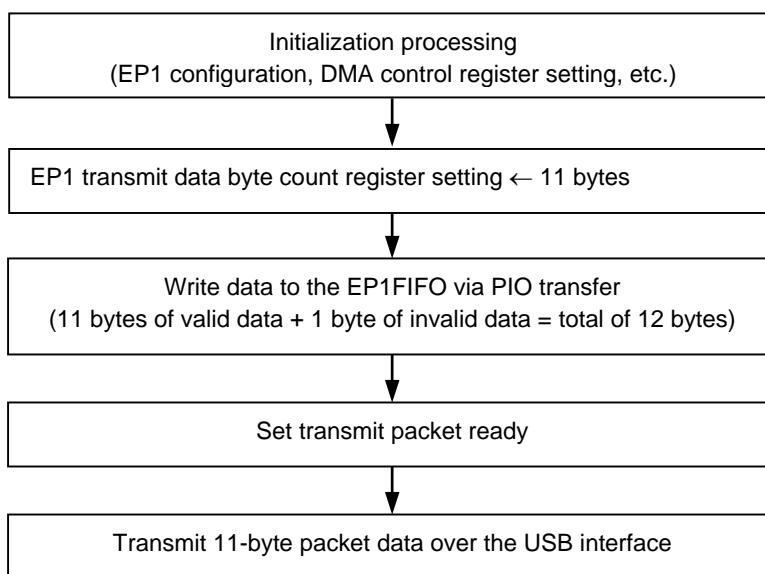 Initialization processing
(EP1 configuration, DMA control register setting, etc.)
EP1 transmit data byte count register setting ← 11 bytes
Write data to the EP1FIFO via PIO transfer
(11 bytes of valid data + 1 byte of invalid data = total of 12 bytes)
Set transmit packet ready
Transmit 11-byte packet data over the USB interface